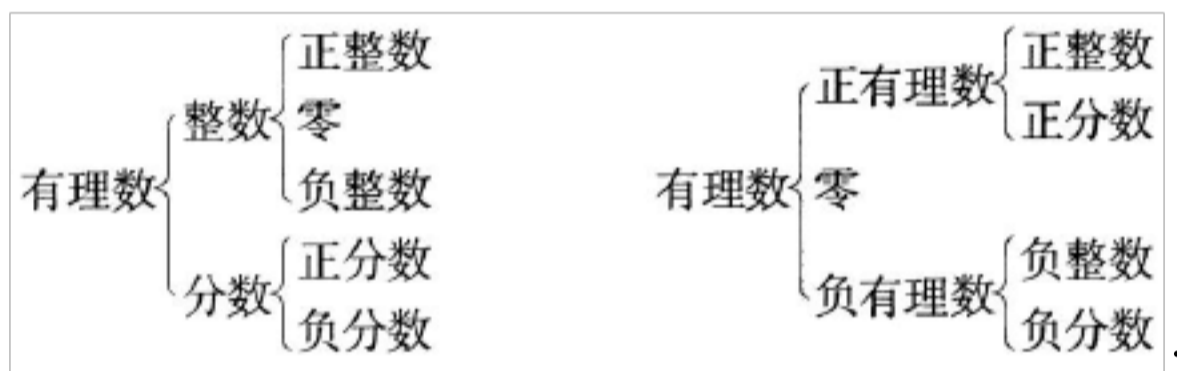 有理数
整数
正整数
零
负整数
分数
正分数
负分数
有理数
正有理数
正整数
正分数
零
负有理数
负整数
负分数
.